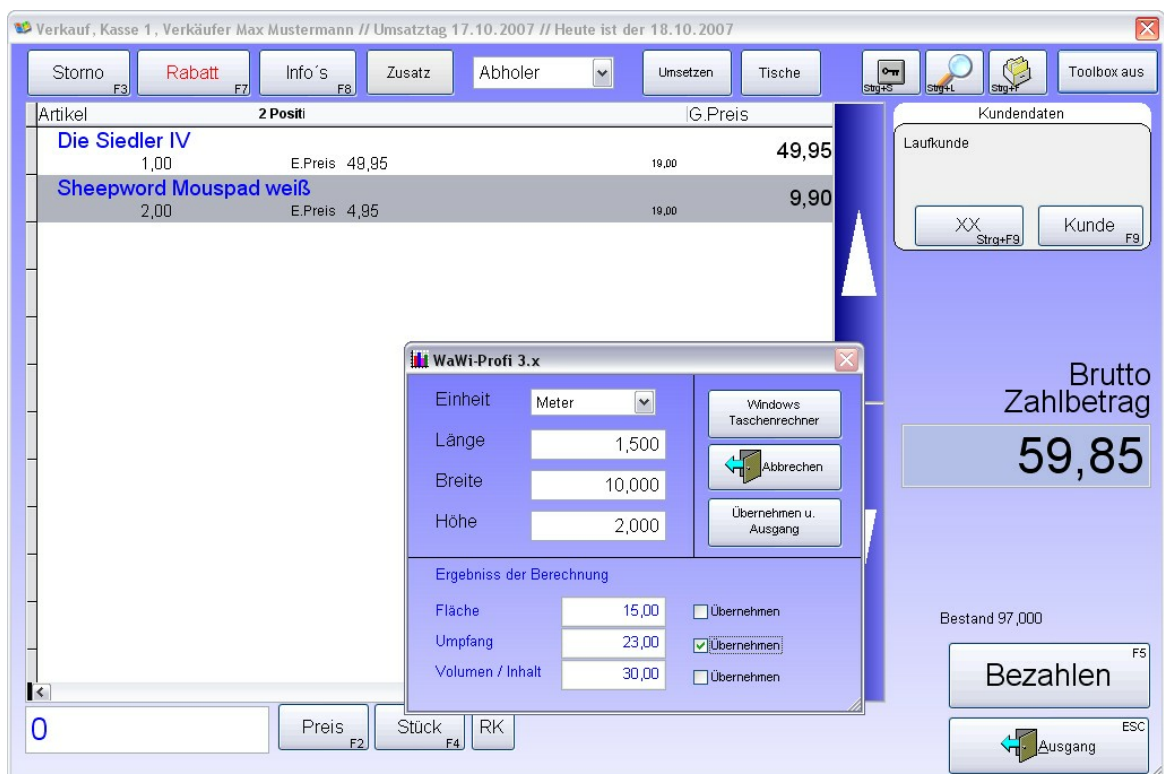 Verkauf, Kasse 1, Verkäufer Max Mustermann // Umsatztag 17.10.2007 // Heute ist der 18.10.2007
Storno F3 Rabatt F7 Info´s F8 Zusatz Abholer Umsetzen Tische Strg+S Strg+L Strg+F Toolbox aus
Artikel 2 Positi G.Preis
Die Siedler IV
1,00 E.Preis 49,95 19,00 49,95
Sheepword Mouspad weiß
2,00 E.Preis 4,95 19,00 9,90
Kundendaten
Laufkunde
XX Strg+F9 Kunde F9
Brutto
Zahlbetrag
59,85
WaWi-Profi 3.x
Einheit Meter
Länge 1,500
Breite 10,000
Höhe 2,000
Windows
Taschenrechner
Abbrechen
Übernehmen u.
Ausgang
Ergebniss der Berechnung
Fläche 15,00 Übernehmen
Umpfang 23,00 Übernehmen
Volumen / Inhalt 30,00 Übernehmen
Bestand 97,000
Bezahlen F5
Ausgang ESC
0 Preis F2 Stück F4 RK